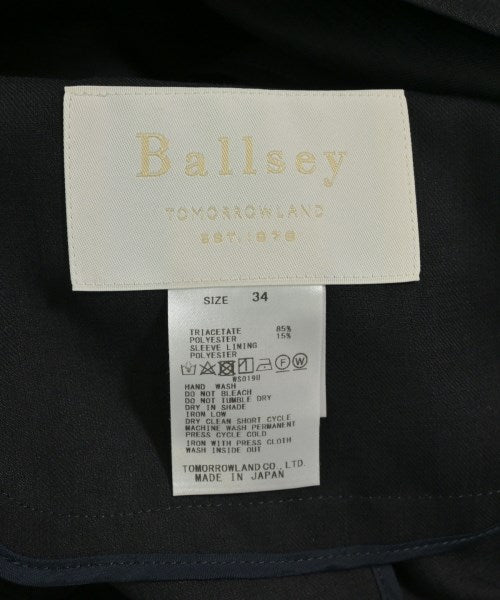 Ballsey
TOMORROWLAND
EST. 1978
SIZE 34
TRIACETATE 85%
POLYESTER 15%
SLEEVE LINING
POLYESTER
F W
WS019U
HAND WASH
DO NOT BLEACH
DO NOT TUMBLE DRY
DRY IN SHADE
IRON LOW
DRY CLEAN SHORT CYCLE
MACHINE WASH PERMANENT
PRESS CYCLE COLD
IRON WITH PRESS CLOTH
WASH INSIDE OUT
TOMORROWLAND CO., LTD.
MADE IN JAPAN